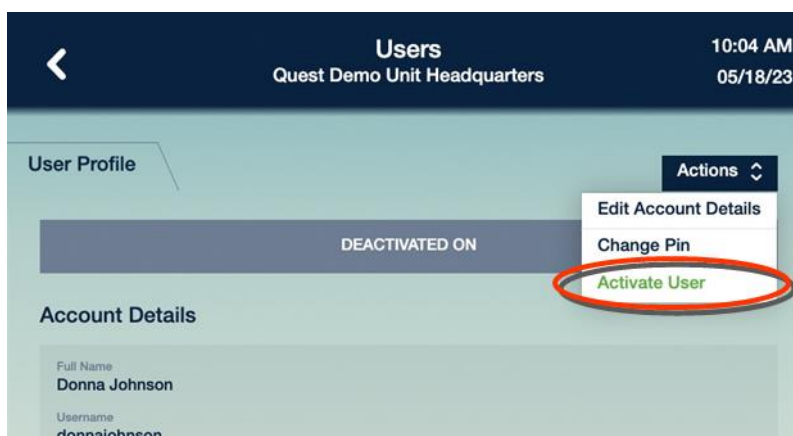 Users
Quest Demo Unit Headquarters
10:04 AM
05/18/23
User Profile
Actions
Edit Account Details
Change Pin
Activate User
DEACTIVATED ON
Account Details
Full Name
Donna Johnson
Username
donnajohnson